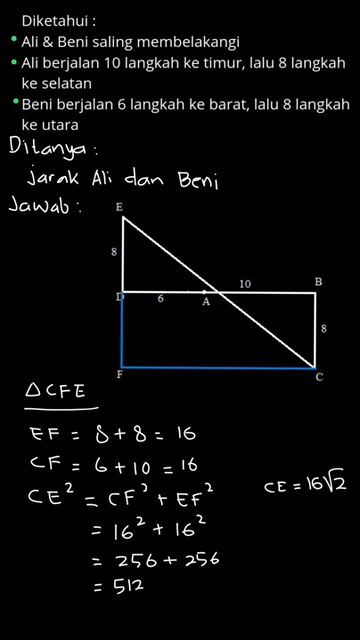 Diketahui :
• Ali & Beni saling membelakangi
• Ali berjalan 10 langkah ke timur, lalu 8 langkah
ke selatan
• Beni berjalan 6 langkah ke barat, lalu 8 langkah
ke utara
Ditanya :
jarak Ali dan Beni
Jawab :
E
8
10
B
D
6
A
8
F
C
△CFE
EF = 8 + 8 = 16
CF = 6 + 10 = 16
CE² = CF² + EF²
CE = 16√2
= 16² + 16²
= 256 + 256
= 512